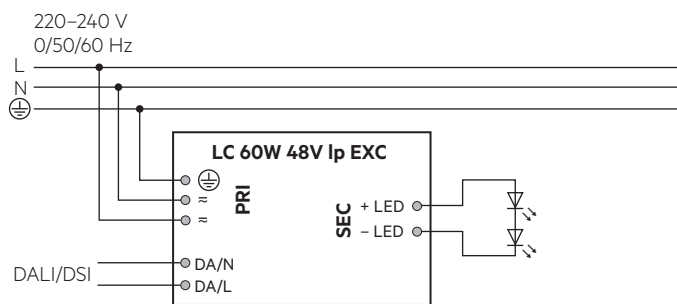 220–240 V
0/50/60 Hz
L
N
LC 60W 48V lp EXC
PRI
≂
≂
SEC
+ LED
– LED
DALI/DSI
DA/N
DA/L